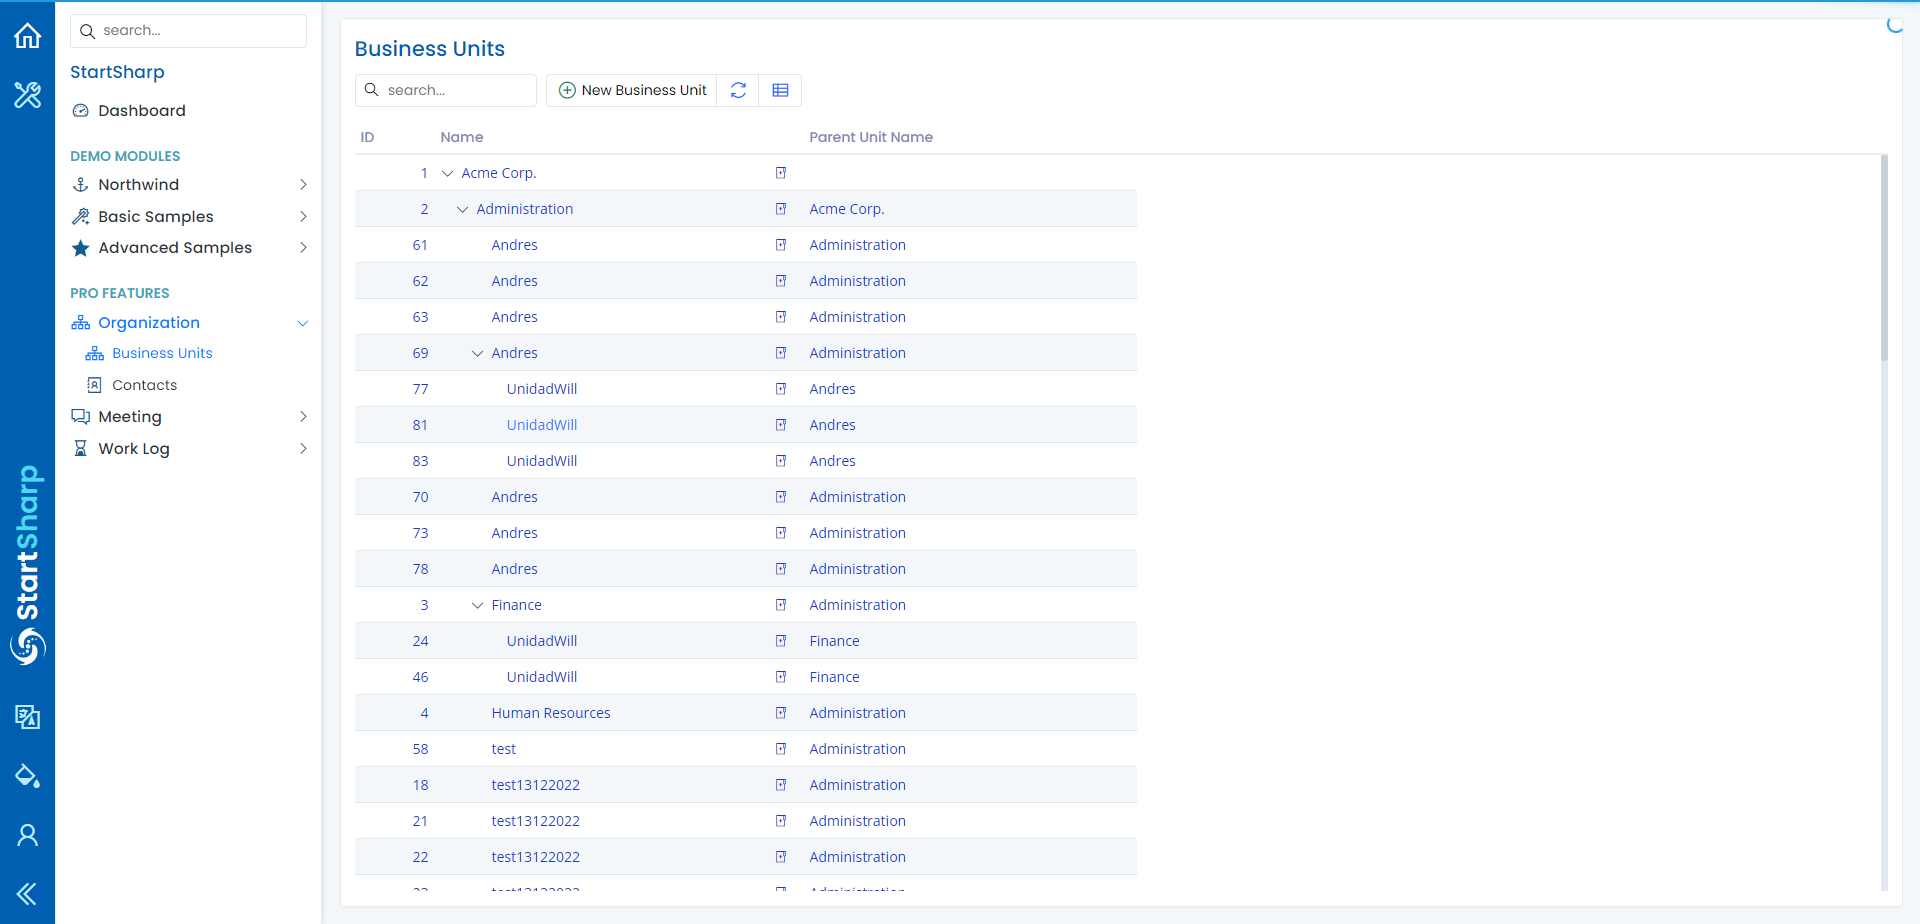 search...
StartSharp
Dashboard
DEMO MODULES
Northwind
Basic Samples
Advanced Samples
PRO FEATURES
Organization
Business Units
Contacts
Meeting
Work Log
StartSharp
Business Units
search...
New Business Unit
ID Name Parent Unit Name
1 Acme Corp.
2 Administration Acme Corp.
61 Andres Administration
62 Andres Administration
63 Andres Administration
69 Andres Administration
77 UnidadWill Andres
81 UnidadWill Andres
83 UnidadWill Andres
70 Andres Administration
73 Andres Administration
78 Andres Administration
3 Finance Administration
24 UnidadWill Finance
46 UnidadWill Finance
4 Human Resources Administration
58 test Administration
18 test13122022 Administration
21 test13122022 Administration
22 test13122022 Administration